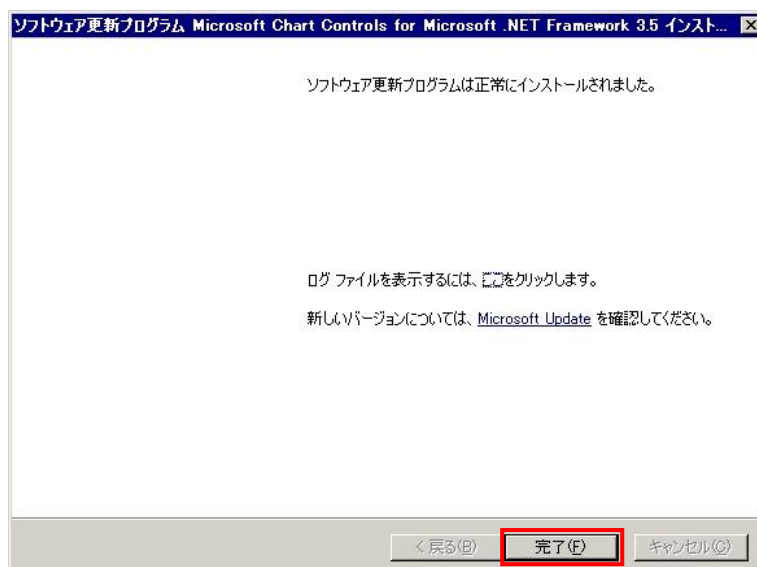 ソフトウェア更新プログラム Microsoft Chart Controls for Microsoft .NET Framework 3.5 インスト...
ソフトウェア更新プログラムは正常にインストールされました。
ログ ファイルを表示するには、ここをクリックします。
新しいバージョンについては、Microsoft Update を確認してください。
< 戻る(B)
完了(F)
キャンセル(C)